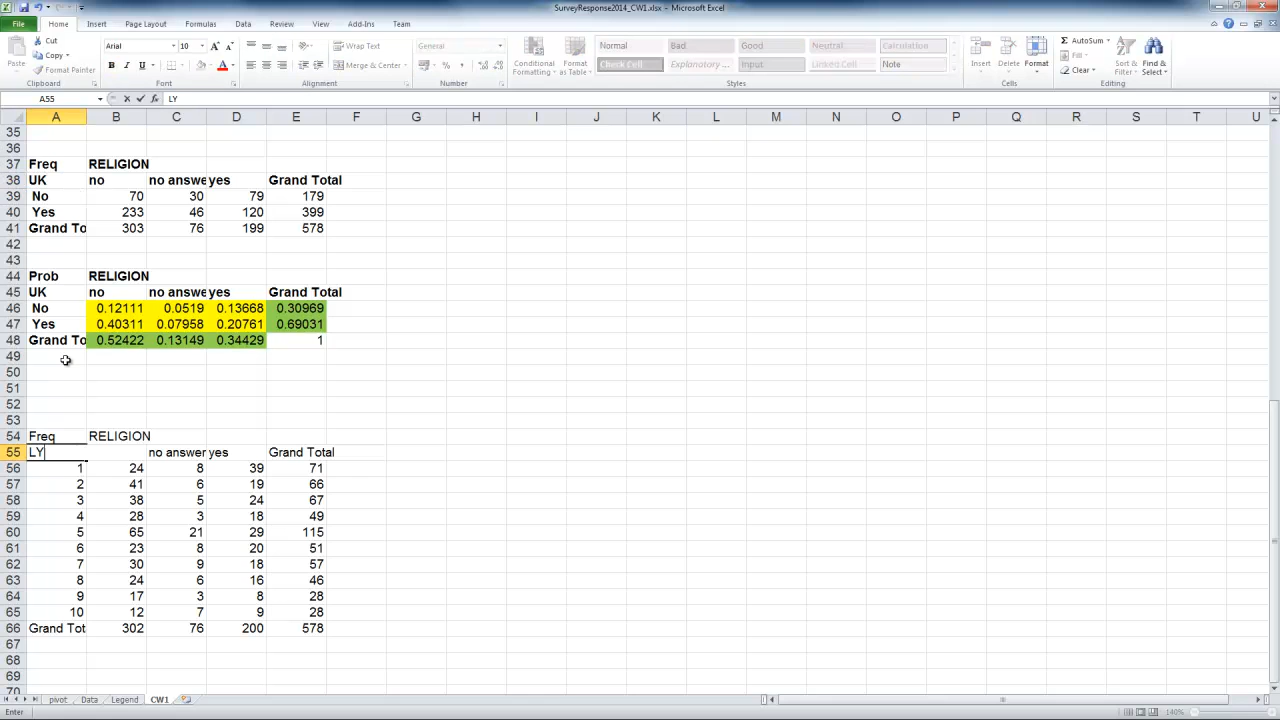 SurveyResponse2014_CW1.xlsx - Microsoft Excel
File Home Insert Page Layout Formulas Data Review View Add-Ins Team
Cut Arial 10 Wrap Text General Normal Bad Good Neutral Calculation AutoSum
Copy Fill
Paste Format Painter B I U Merge & Center Conditional Formatting Format as Table Check Cell Explanatory ... Input Linked Cell Note Insert Delete Format Clear Sort & Filter Find & Select
Clipboard Font Alignment Number Styles Cells Editing
A55 fx LY
A B C D E F G H I J K L M N O P Q R S T U
35
36
37 Freq RELIGION
38 UK no no answe yes Grand Total
39 No 70 30 79 179
40 Yes 233 46 120 399
41 Grand To 303 76 199 578
42
43
44 Prob RELIGION
45 UK no no answe yes Grand Total
46 No 0.12111 0.0519 0.13668 0.30969
47 Yes 0.40311 0.07958 0.20761 0.69031
48 Grand To 0.52422 0.13149 0.34429 1
49
50
51
52
53
54 Freq RELIGION
55 LY no answer yes Grand Total
56 1 24 8 39 71
57 2 41 6 19 66
58 3 38 5 24 67
59 4 28 3 18 49
60 5 65 21 29 115
61 6 23 8 20 51
62 7 30 9 18 57
63 8 24 6 16 46
64 9 17 3 8 28
65 10 12 7 9 28
66 Grand Tot 302 76 200 578
67
68
69
70
pivot Data Legend CW1
Enter 140%